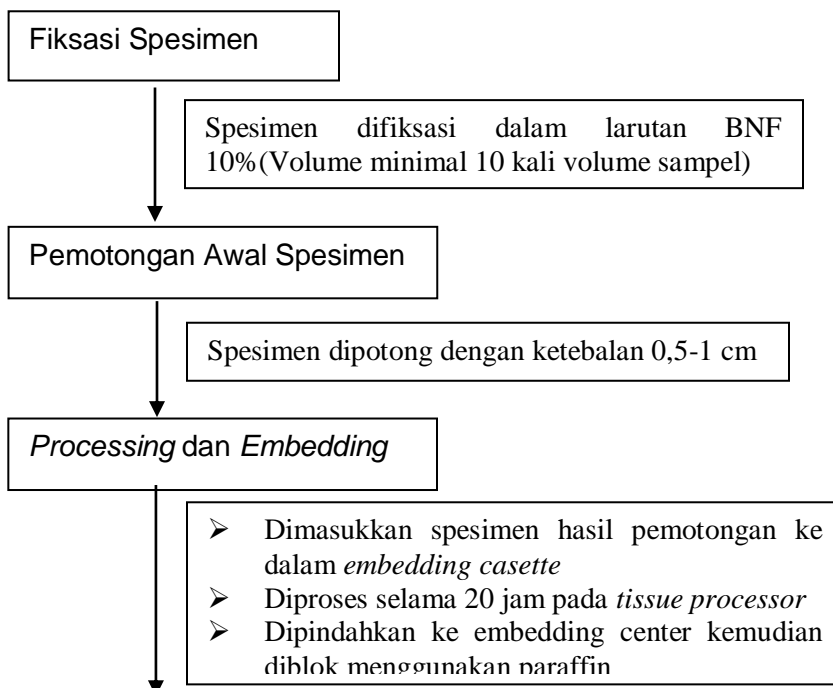 Fiksasi Spesimen
Spesimen difiksasi dalam larutan BNF
10%(Volume minimal 10 kali volume sampel)
Pemotongan Awal Spesimen
Spesimen dipotong dengan ketebalan 0,5-1 cm
Processing dan Embedding
➢ Dimasukkan spesimen hasil pemotongan ke
dalam embedding casette
➢ Diproses selama 20 jam pada tissue processor
➢ Dipindahkan ke embedding center kemudian
diblok menggunakan paraffin